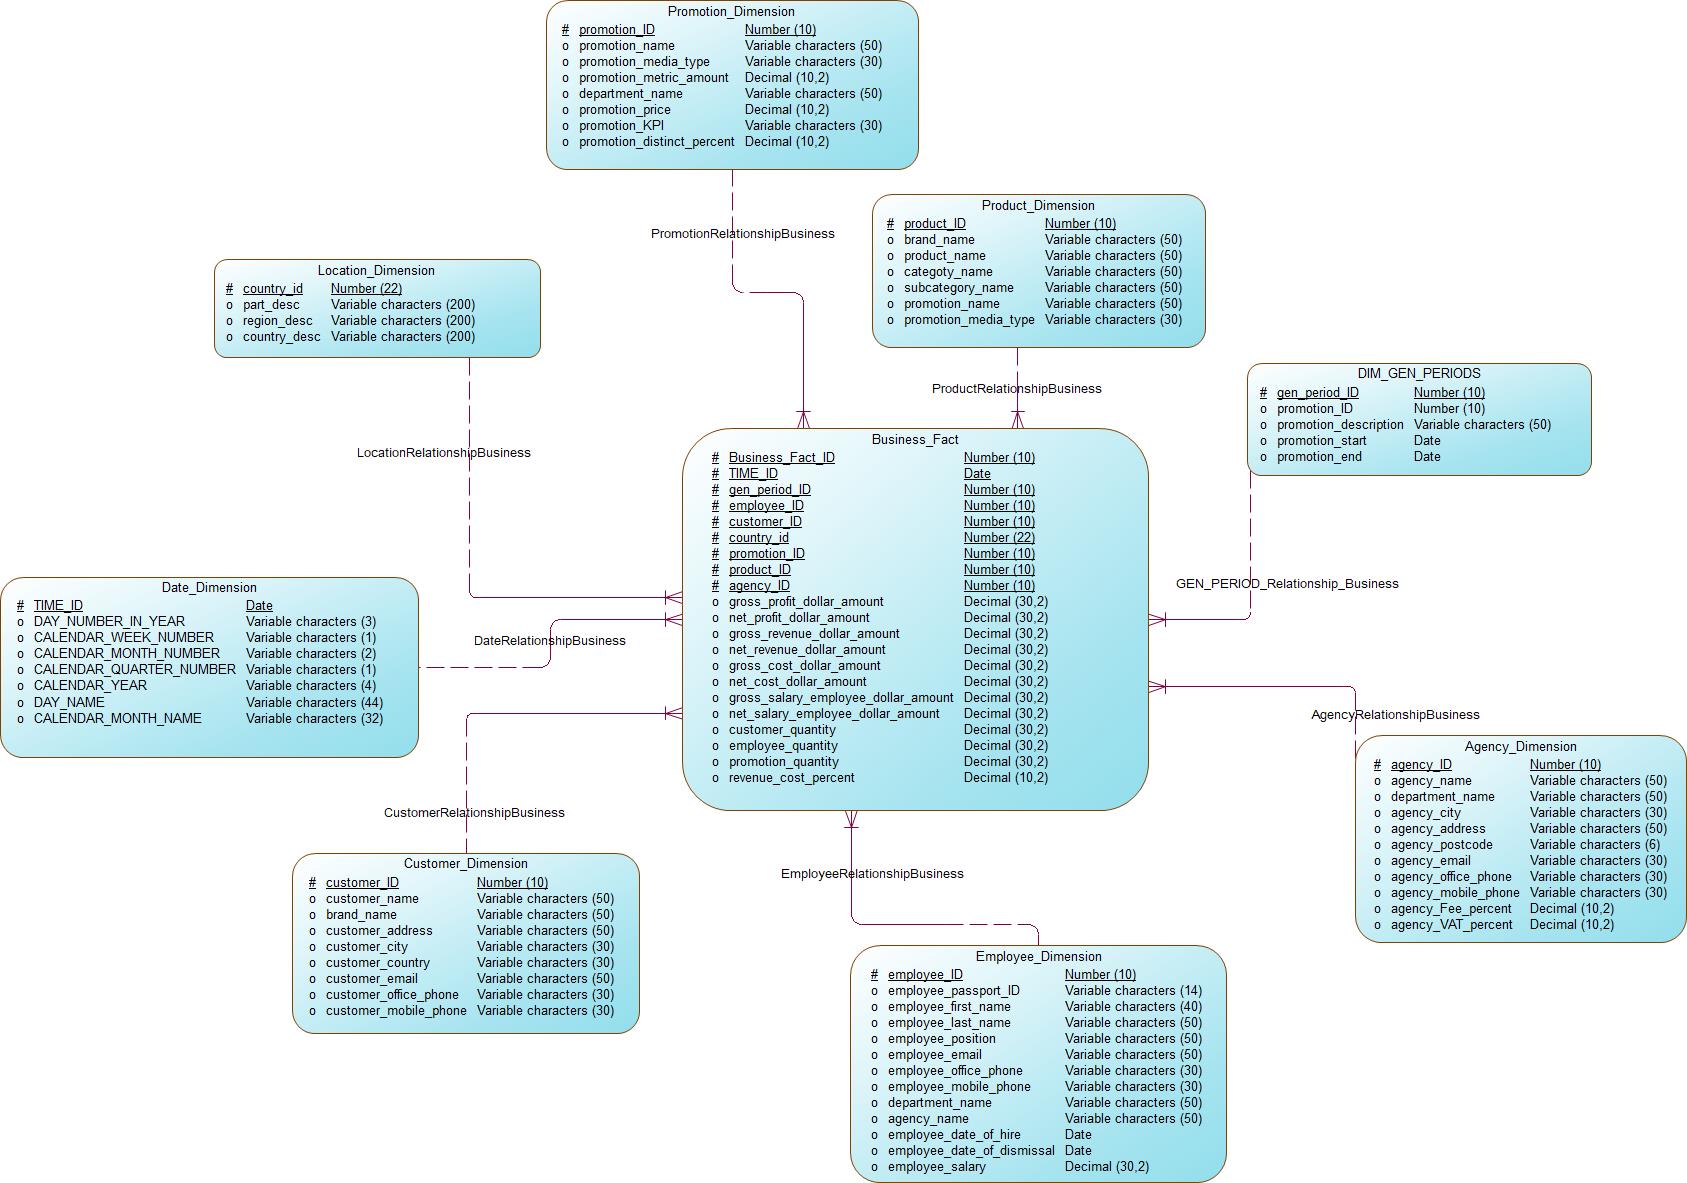 Promotion_Dimension
# promotion_ID Number (10)
o promotion_name Variable characters (50)
o promotion_media_type Variable characters (30)
o promotion_metric_amount Decimal (10,2)
o department_name Variable characters (50)
o promotion_price Decimal (10,2)
o promotion_KPI Variable characters (30)
o promotion_distinct_percent Decimal (10,2)
PromotionRelationshipBusiness
Product_Dimension
# product_ID Number (10)
o brand_name Variable characters (50)
o product_name Variable characters (50)
o categoty_name Variable characters (50)
o subcategory_name Variable characters (50)
o promotion_name Variable characters (50)
o promotion_media_type Variable characters (30)
ProductRelationshipBusiness
Location_Dimension
# country_id Number (22)
o part_desc Variable characters (200)
o region_desc Variable characters (200)
o country_desc Variable characters (200)
LocationRelationshipBusiness
DIM_GEN_PERIODS
# gen_period_ID Number (10)
o promotion_ID Number (10)
o promotion_description Variable characters (50)
o promotion_start Date
o promotion_end Date
GEN_PERIOD_Relationship_Business
Business_Fact
# Business_Fact_ID Number (10)
# TIME_ID Date
# gen_period_ID Number (10)
# employee_ID Number (10)
# customer_ID Number (10)
# country_id Number (22)
# promotion_ID Number (10)
# product_ID Number (10)
# agency_ID Number (10)
o gross_profit_dollar_amount Decimal (30,2)
o net_profit_dollar_amount Decimal (30,2)
o gross_revenue_dollar_amount Decimal (30,2)
o net_revenue_dollar_amount Decimal (30,2)
o gross_cost_dollar_amount Decimal (30,2)
o net_cost_dollar_amount Decimal (30,2)
o gross_salary_employee_dollar_amount Decimal (30,2)
o net_salary_employee_dollar_amount Decimal (30,2)
o customer_quantity Decimal (30,2)
o employee_quantity Decimal (30,2)
o promotion_quantity Decimal (30,2)
o revenue_cost_percent Decimal (10,2)
Date_Dimension
# TIME_ID Date
o DAY_NUMBER_IN_YEAR Variable characters (3)
o CALENDAR_WEEK_NUMBER Variable characters (1)
o CALENDAR_MONTH_NUMBER Variable characters (2)
o CALENDAR_QUARTER_NUMBER Variable characters (1)
o CALENDAR_YEAR Variable characters (4)
o DAY_NAME Variable characters (44)
o CALENDAR_MONTH_NAME Variable characters (32)
DateRelationshipBusiness
AgencyRelationshipBusiness
Agency_Dimension
# agency_ID Number (10)
o agency_name Variable characters (50)
o department_name Variable characters (50)
o agency_city Variable characters (30)
o agency_address Variable characters (50)
o agency_postcode Variable characters (6)
o agency_email Variable characters (30)
o agency_office_phone Variable characters (30)
o agency_mobile_phone Variable characters (30)
o agency_Fee_percent Decimal (10,2)
o agency_VAT_percent Decimal (10,2)
CustomerRelationshipBusiness
Customer_Dimension
# customer_ID Number (10)
o customer_name Variable characters (50)
o brand_name Variable characters (50)
o customer_address Variable characters (50)
o customer_city Variable characters (30)
o customer_country Variable characters (30)
o customer_email Variable characters (50)
o customer_office_phone Variable characters (30)
o customer_mobile_phone Variable characters (30)
EmployeeRelationshipBusiness
Employee_Dimension
# employee_ID Number (10)
o employee_passport_ID Variable characters (14)
o employee_first_name Variable characters (40)
o employee_last_name Variable characters (50)
o employee_position Variable characters (50)
o employee_email Variable characters (50)
o employee_office_phone Variable characters (30)
o employee_mobile_phone Variable characters (30)
o department_name Variable characters (50)
o agency_name Variable characters (50)
o employee_date_of_hire Date
o employee_date_of_dismissal Date
o employee_salary Decimal (30,2)